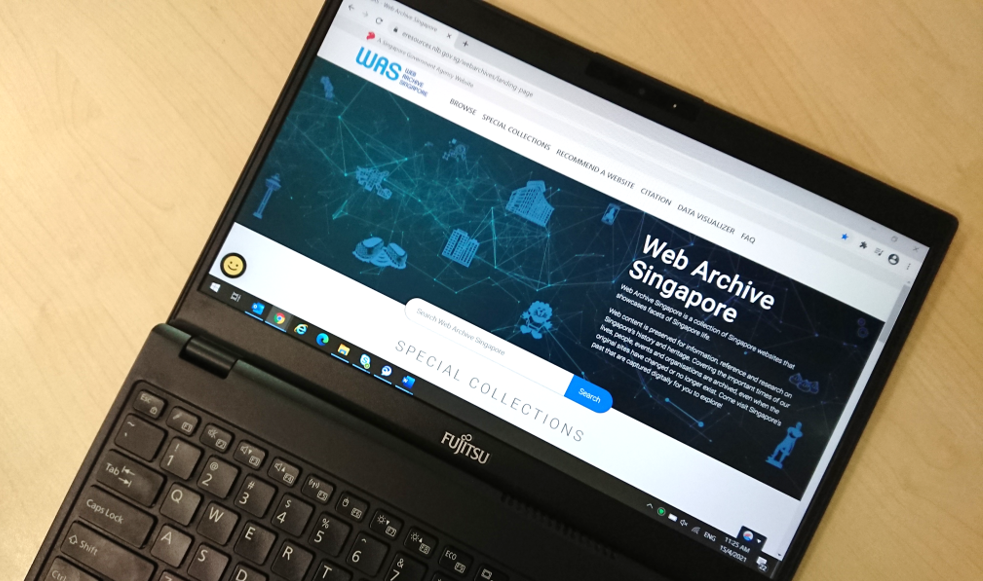 Web Archive Singapore
eresources.nlb.gov.sg/webarchives/landing-page
A Singapore Government Agency Website
WAS
WEB
ARCHIVE
SINGAPORE
BROWSE SPECIAL COLLECTIONS RECOMMEND A WEBSITE CITATION DATA VISUALIZER FAQ
Web Archive
Singapore
Web Archive Singapore is a collection of Singapore websites that
showcases facets of Singapore life.
Web content is preserved for information, reference and research on
Singapore's history and heritage. Covering the important times of our
lives, people, events and organisations are archived, even when the
original sites have changed or no longer exist. Come visit Singapore's
past that are captured digitally for you to explore!
Search Web Archive Singapore
Search
SPECIAL COLLECTIONS
ENG
11:25 AM
15/4/2021
FUJITSU
Esc
ECO
~ ` ! 1 @ 2 # 3 $ 4 % 5 ^ 6 & 7
Tab Q W E R T
Caps Lock A S D
Shift
Ctrl